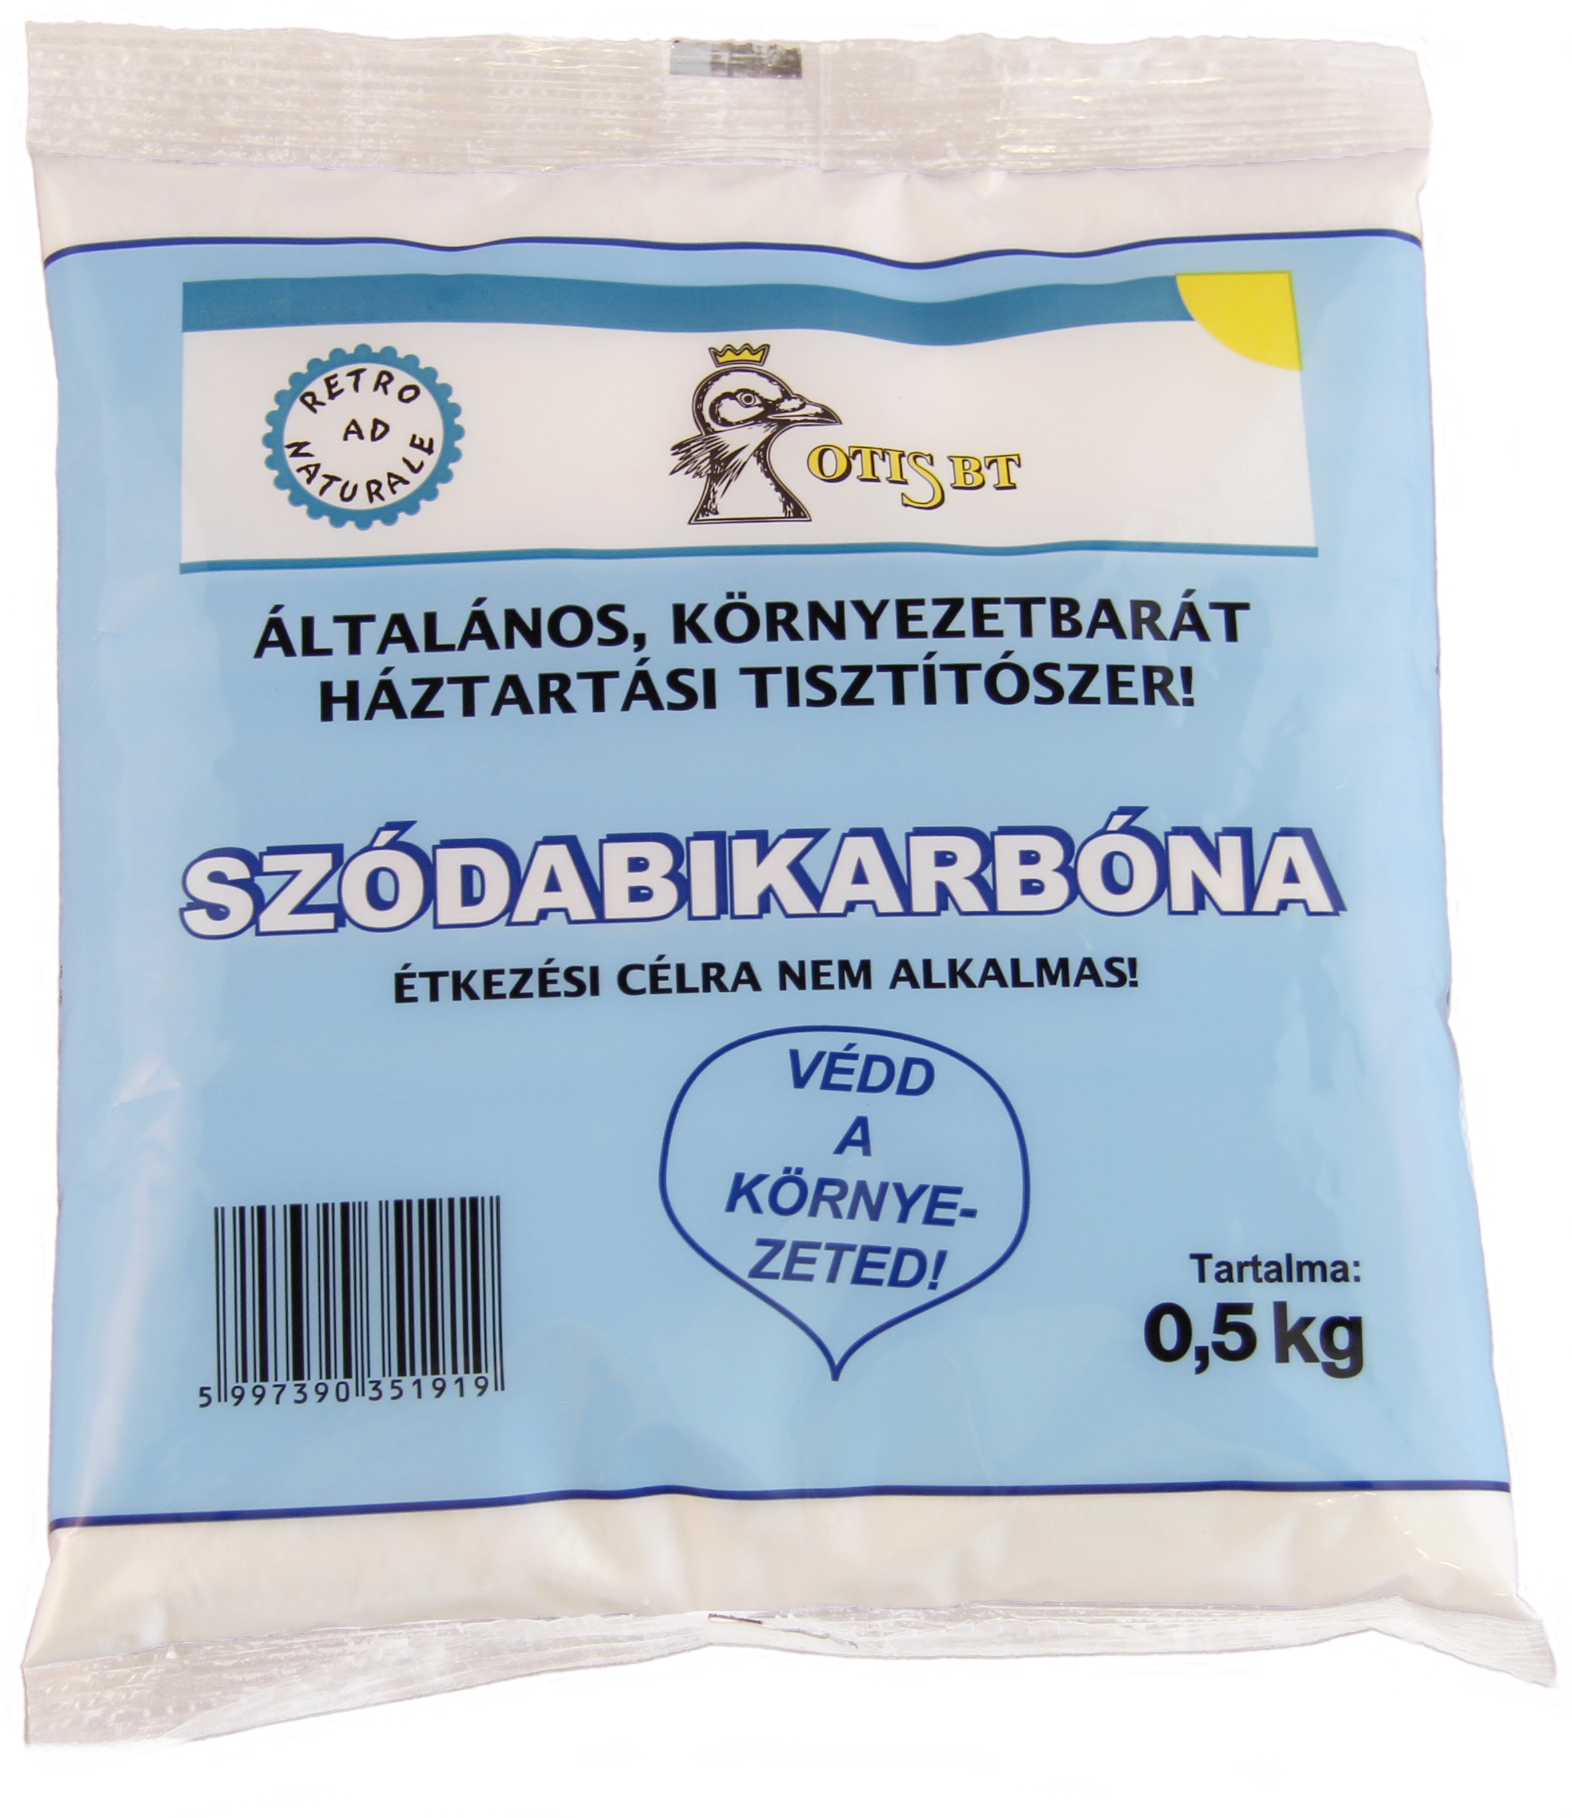 RETRO
AD
NATURALE
OTIS BT
ÁLTALÁNOS, KÖRNYEZETBARÁT
HÁZTARTÁSI TISZTÍTÓSZER!
SZÓDABIKARBÓNA
ÉTKEZÉSI CÉLRA NEM ALKALMAS!
VÉDD
A
KÖRNYE-
ZETED!
Tartalma:
0,5 kg
5 997390 351919